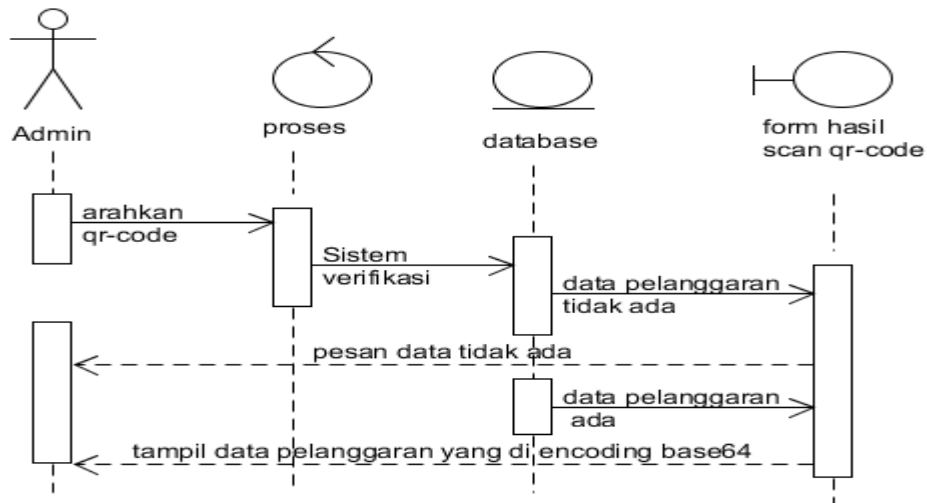 Admin
proses
database
form hasil
scan qr-code
arahkan
qr-code
Sistem
verifikasi
data pelanggaran
tidak ada
pesan data tidak ada
data pelanggaran
ada
tampil data pelanggaran yang di encoding base64